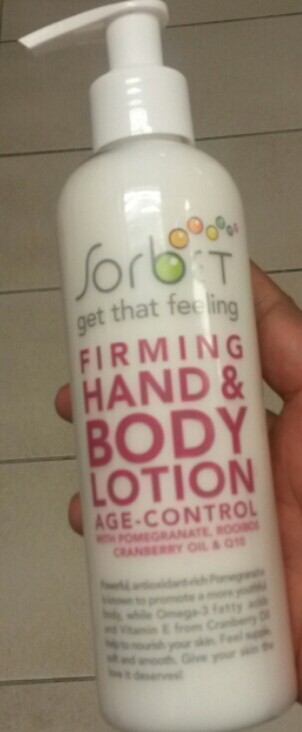 Sorbet
get that feeling
FIRMING
HAND &
BODY
LOTION
AGE-CONTROL
WITH POMEGRANATE, ROOIBOS
CRANBERRY OIL & Q10
Powerful, antioxidant-rich Pomegranate
is known to promote a more youthful
body, while Omega-3 fatty acids
and Vitamin E from Cranberry Oil
help to nourish your skin. Feel supple,
soft and smooth. Give your skin the
love it deserves!